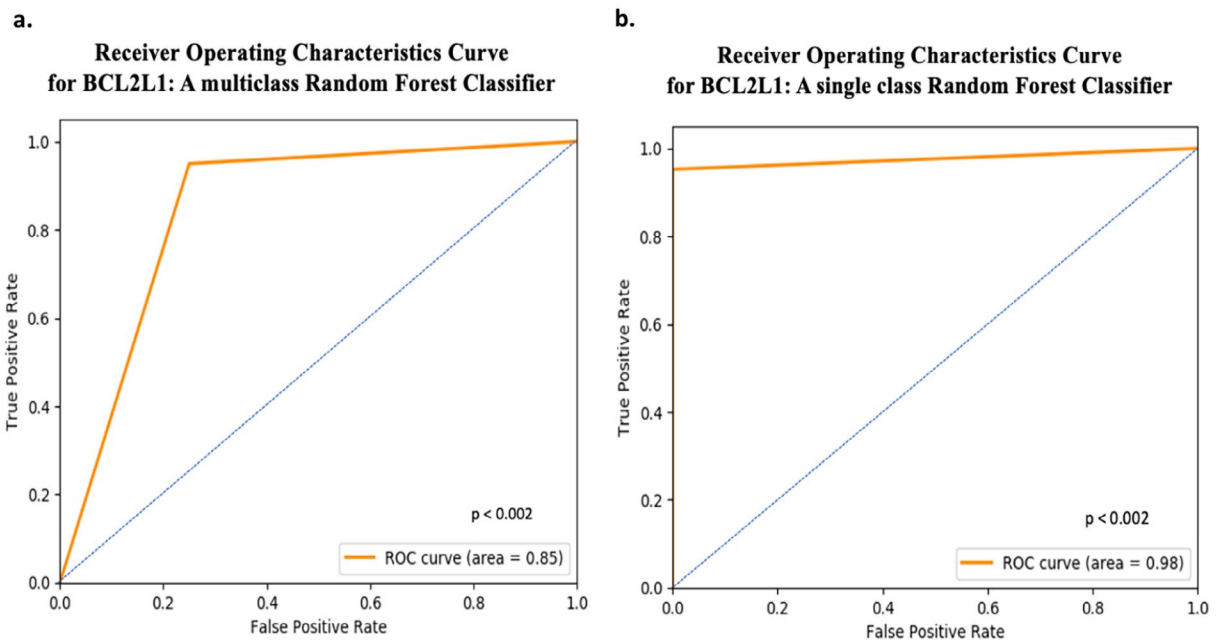 a.
Receiver Operating Characteristics Curve
for BCL2L1: A multiclass Random Forest Classifier
1.0
0.8
0.6
0.4
0.2
0.0
True Positive Rate
p < 0.002
ROC curve (area = 0.85)
0.0 0.2 0.4 0.6 0.8 1.0
False Positive Rate
b.
Receiver Operating Characteristics Curve
for BCL2L1: A single class Random Forest Classifier
1.0
0.8
0.6
0.4
0.2
0.0
True Positive Rate
p < 0.002
ROC curve (area = 0.98)
0.0 0.2 0.4 0.6 0.8 1.0
False Positive Rate